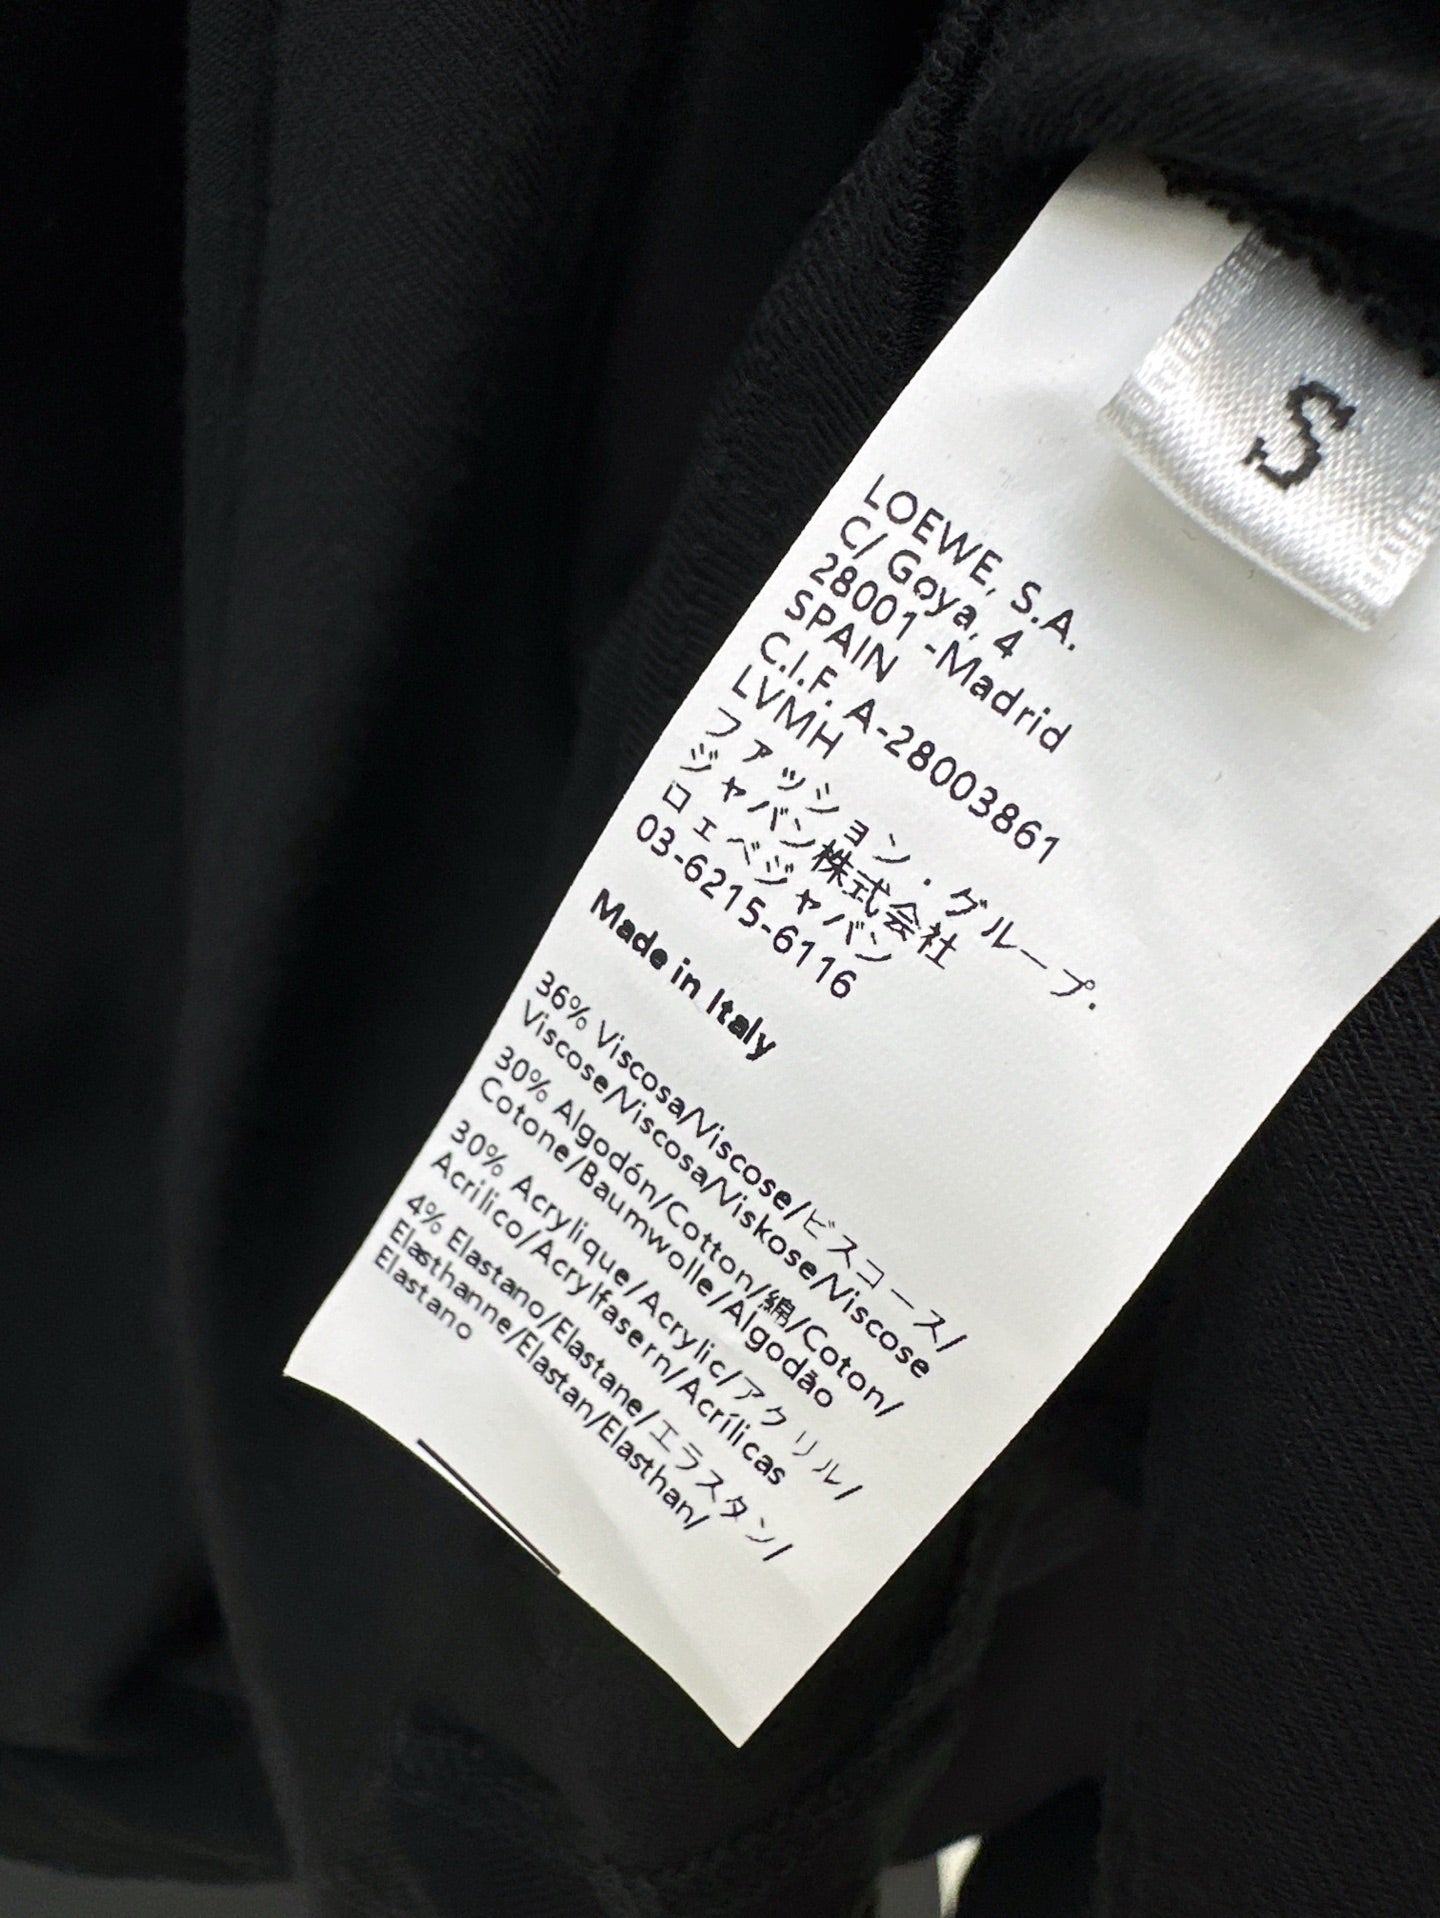 S
LOEWE, S.A.
C/ Goya, 4
28001 -Madrid
SPAIN
C.I.F. A-28003861
LVMH
ファッション・グループ.
ジャバン株式会社
ロェベジャバン
03-6215-6116
Made in Italy
36% Viscosa/Viscose/ビスコース/
Viscose/Viscosa/Viskose/Viscose
30% Algodón/Cotton/綿/Coton/
Cotone/Baumwolle/Algodão
30% Acrylique/Acrylic/アクリル/
Acrilico/Acrylfasern/Acrílicas
4% Elastano/Elastane/エラスタン/
Elasthanne/Elastan/Elasthan/
Elastano